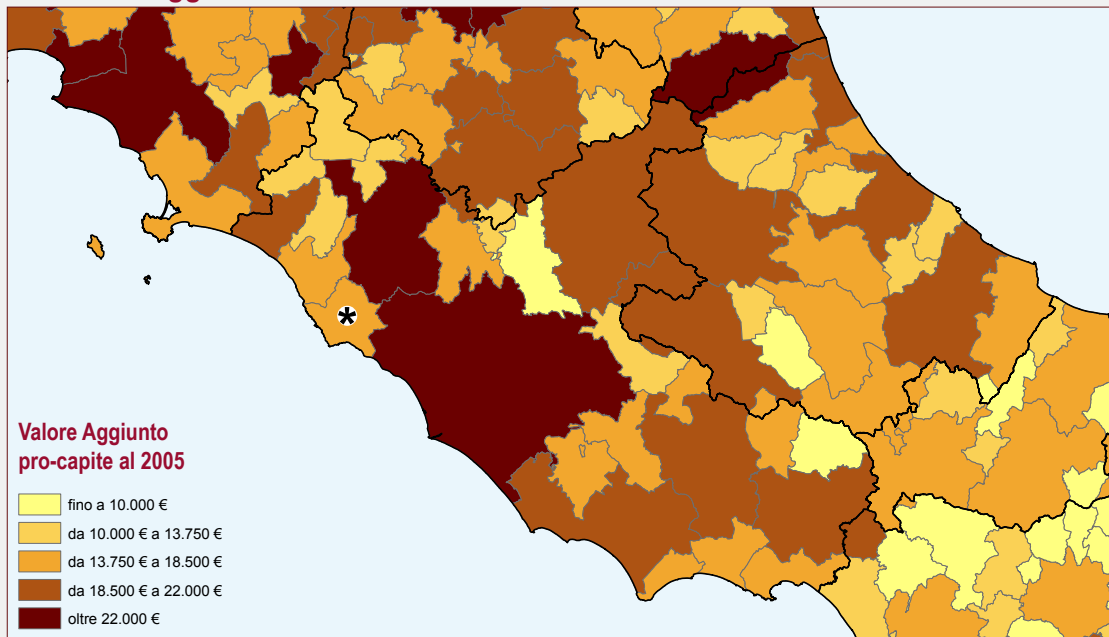 Valore Aggiunto
pro-capite al 2005
fino a 10.000 €
da 10.000 € a 13.750 €
da 13.750 € a 18.500 €
da 18.500 € a 22.000 €
oltre 22.000 €